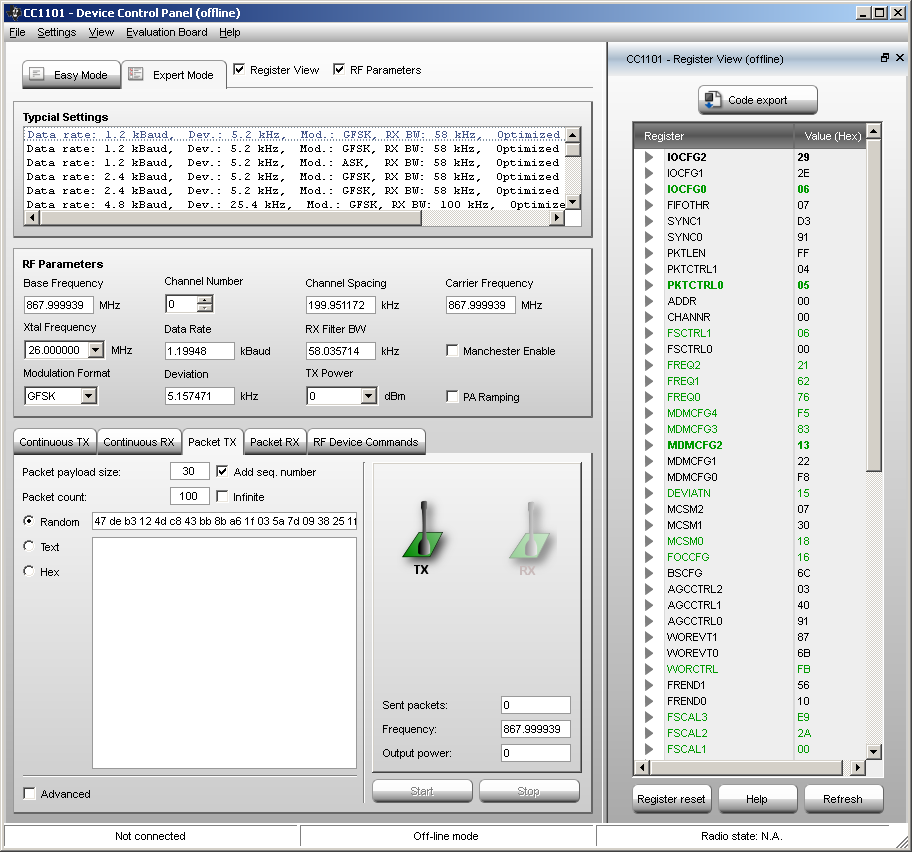 CC1101 - Device Control Panel (offline)
File Settings View Evaluation Board Help
Easy Mode Expert Mode Register View RF Parameters
Typcial Settings
Data rate: 1.2 kBaud, Dev.: 5.2 kHz, Mod.: GFSK, RX BW: 58 kHz, Optimized
Data rate: 1.2 kBaud, Dev.: 5.2 kHz, Mod.: GFSK, RX BW: 58 kHz, Optimized
Data rate: 1.2 kBaud, Dev.: 5.2 kHz, Mod.: ASK, RX BW: 58 kHz, Optimized
Data rate: 2.4 kBaud, Dev.: 5.2 kHz, Mod.: GFSK, RX BW: 58 kHz, Optimized
Data rate: 2.4 kBaud, Dev.: 5.2 kHz, Mod.: GFSK, RX BW: 58 kHz, Optimized
Data rate: 4.8 kBaud, Dev.: 25.4 kHz, Mod.: GFSK, RX BW: 100 kHz, Optimize
RF Parameters
Base Frequency Channel Number Channel Spacing Carrier Frequency
867.999939 MHz 0 199.951172 kHz 867.999939 MHz
Xtal Frequency Data Rate RX Filter BW
26.000000 MHz 1.19948 kBaud 58.035714 kHz Manchester Enable
Modulation Format Deviation TX Power
GFSK 5.157471 kHz 0 dBm PA Ramping
Continuous TX Continuous RX Packet TX Packet RX RF Device Commands
Packet payload size: 30 Add seq. number
Packet count: 100 Infinite
Random 47 de b3 12 4d c8 43 bb 8b a6 1f 03 5a 7d 09 38 25 1f
Text
Hex
TX RX
Sent packets: 0
Frequency: 867.999939
Output power: 0
Advanced
Start Stop
CC1101 - Register View (offline)
Code export
Register Value (Hex)
IOCFG2 29
IOCFG1 2E
IOCFG0 06
FIFOTHR 07
SYNC1 D3
SYNC0 91
PKTLEN FF
PKTCTRL1 04
PKTCTRL0 05
ADDR 00
CHANNR 00
FSCTRL1 06
FSCTRL0 00
FREQ2 21
FREQ1 62
FREQ0 76
MDMCFG4 F5
MDMCFG3 83
MDMCFG2 13
MDMCFG1 22
MDMCFG0 F8
DEVIATN 15
MCSM2 07
MCSM1 30
MCSM0 18
FOCCFG 16
BSCFG 6C
AGCCTRL2 03
AGCCTRL1 40
AGCCTRL0 91
WOREVT1 87
WOREVT0 6B
WORCTRL FB
FREND1 56
FREND0 10
FSCAL3 E9
FSCAL2 2A
FSCAL1 00
Register reset Help Refresh
Not connected Off-line mode Radio state: N.A.